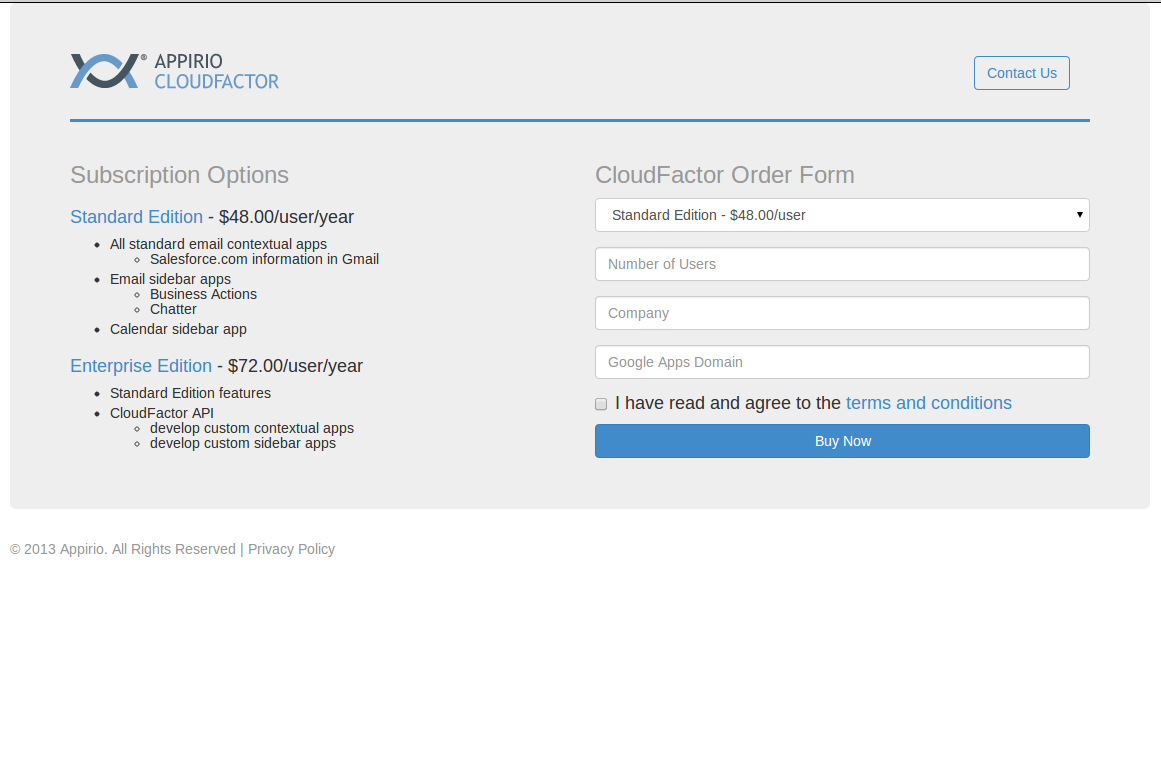 ® APPIRIO
CLOUDFACTOR
Contact Us
Subscription Options
Standard Edition - $48.00/user/year
All standard email contextual apps
Salesforce.com information in Gmail
Email sidebar apps
Business Actions
Chatter
Calendar sidebar app
Enterprise Edition - $72.00/user/year
Standard Edition features
CloudFactor API
develop custom contextual apps
develop custom sidebar apps
CloudFactor Order Form
Standard Edition - $48.00/user
Number of Users
Company
Google Apps Domain
I have read and agree to the terms and conditions
Buy Now
© 2013 Appirio. All Rights Reserved | Privacy Policy